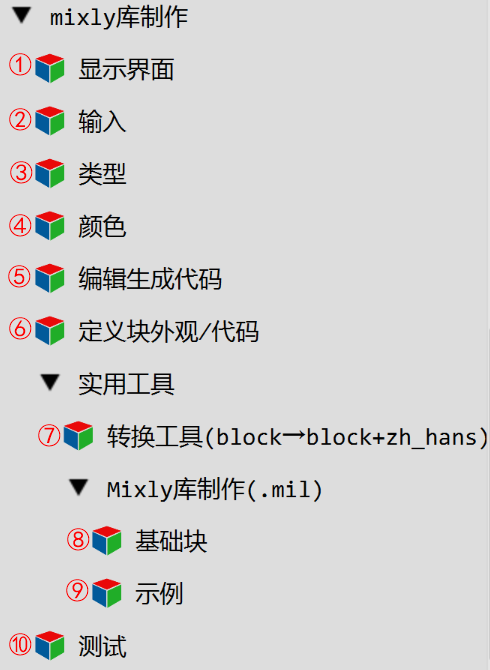 mixly库制作
① 显示界面
② 输入
③ 类型
④ 颜色
⑤ 编辑生成代码
⑥ 定义块外观/代码
实用工具
⑦ 转换工具(block→block+zh_hans)
Mixly库制作(.mil)
⑧ 基础块
⑨ 示例
⑩ 测试